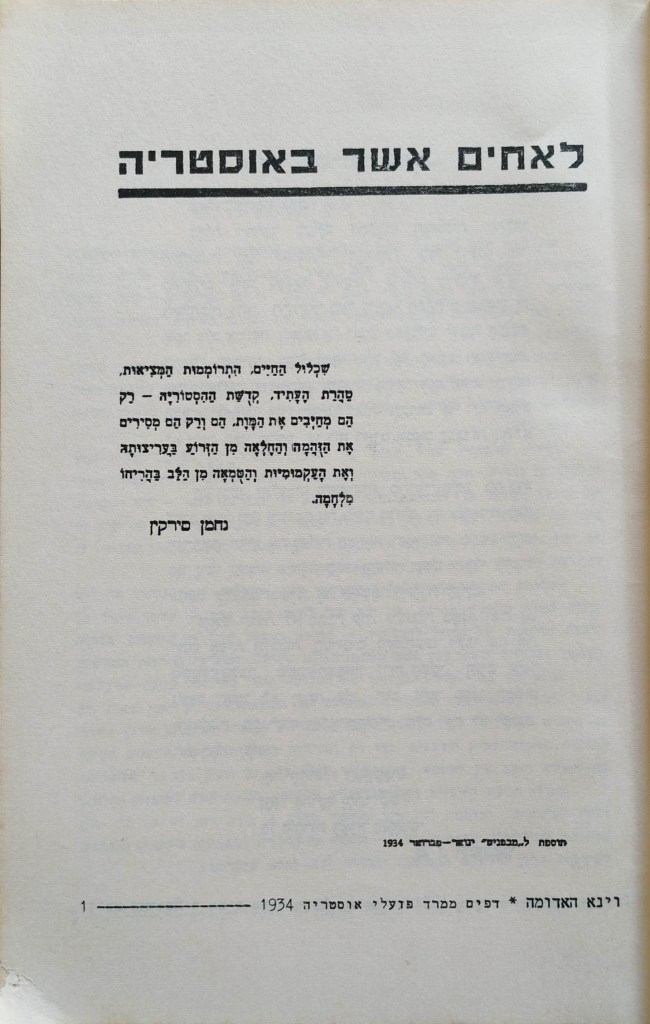 לאחים אשר באוסטריה
שִׁכְלוּל הַחַיִּים, הִתְרוֹמְמוּת הַמְּצִיאוּת,
טַהֲרַת הֶעָתִיד, קְדֻשַּׁת הַהִסְטוֹרִיָּה — רַק
הֵם מְחַיְּבִים אֶת הַמָּוֶת, הֵם וְרַק הֵם מְסִירִים
אֶת הַזֻּהֲמָה וְהַחֶלְאָה מִן הַזְּרוֹעַ בַּעֲרִיצוּתָהּ
וְאֶת הָעַקְמוּמִיּוּת וְהַטֻּמְאָה מִן הַלֵּב בַּהֲרִיחוֹ
מִלְחָמָה.
נחמן סירקין
תוספת ל„מבפנים" ינואר–פברואר 1934
וינא האדומה * דפים ממרד פועלי אוסטריה 1934 ——————— 1